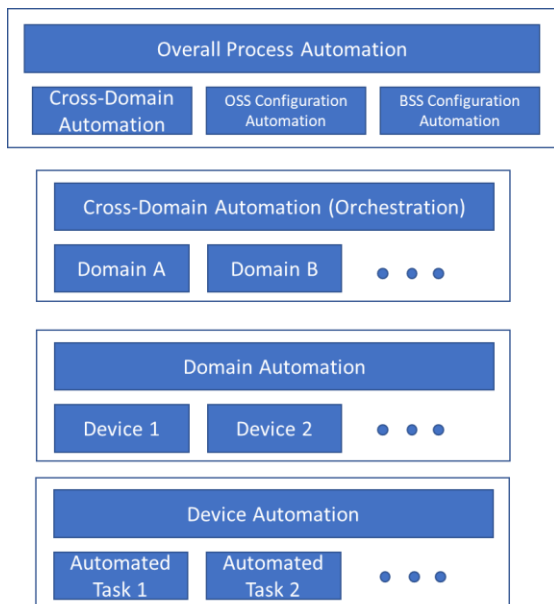 Overall Process Automation
Cross-Domain
Automation
OSS Configuration
Automation
BSS Configuration
Automation
Cross-Domain Automation (Orchestration)
Domain A
Domain B
Domain Automation
Device 1
Device 2
Device Automation
Automated
Task 1
Automated
Task 2